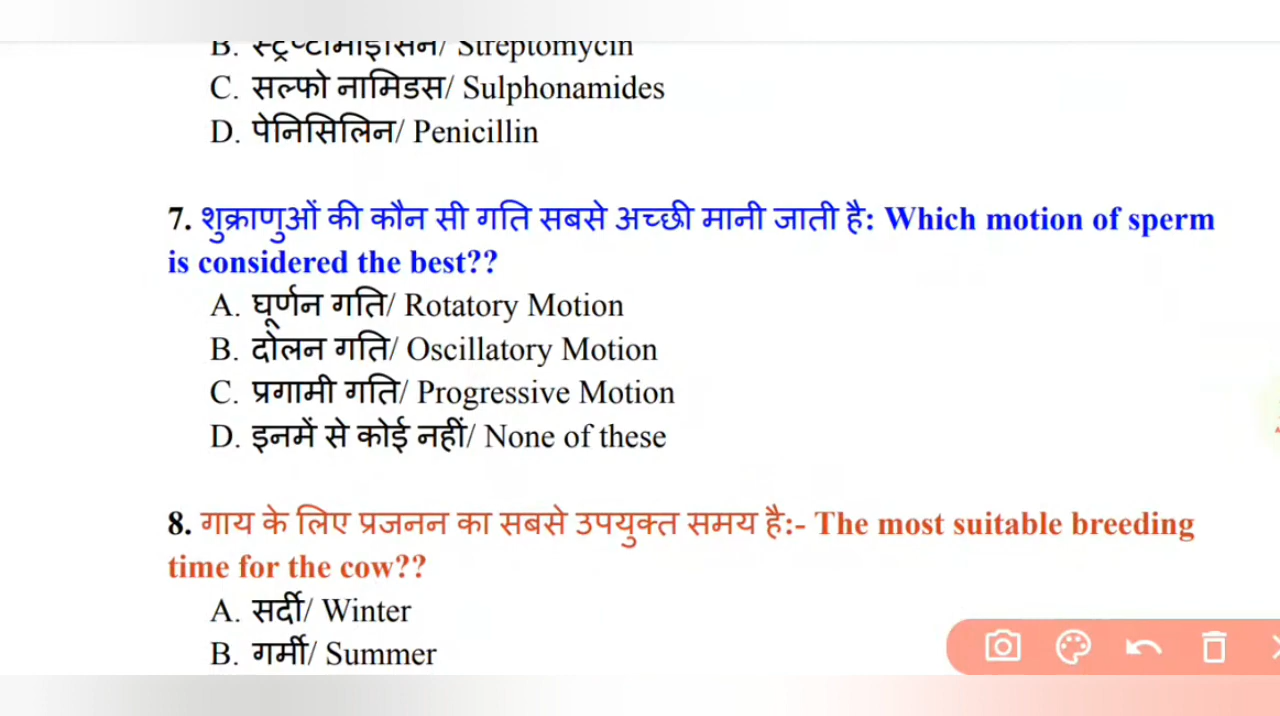 B. स्ट्रेप्टोमाइसिन/ Streptomycin
C. सल्फो नामिडस/ Sulphonamides
D. पेनिसिलिन/ Penicillin
7. शुक्राणुओं की कौन सी गति सबसे अच्छी मानी जाती है: Which motion of sperm
is considered the best??
A. घूर्णन गति/ Rotatory Motion
B. दोलन गति/ Oscillatory Motion
C. प्रगामी गति/ Progressive Motion
D. इनमें से कोई नहीं/ None of these
8. गाय के लिए प्रजनन का सबसे उपयुक्त समय है:- The most suitable breeding
time for the cow??
A. सर्दी/ Winter
B. गर्मी/ Summer